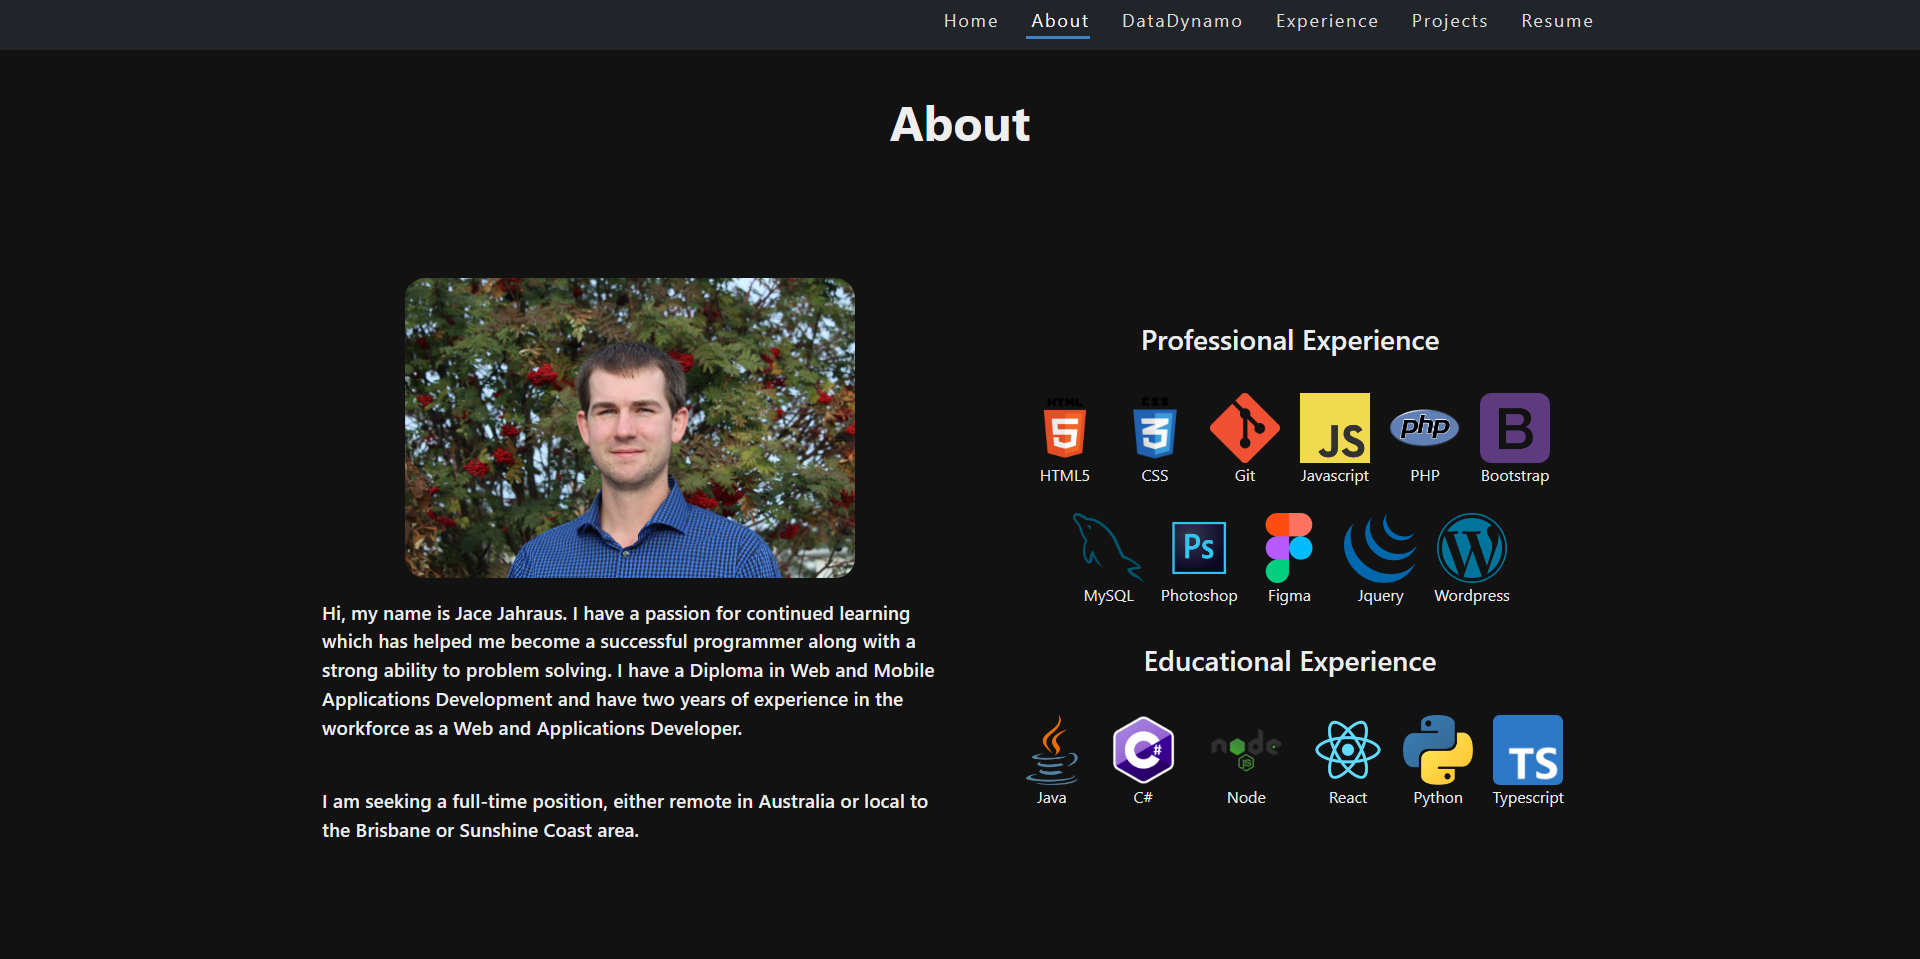 Home About DataDynamo Experience Projects Resume
About
Hi, my name is Jace Jahraus. I have a passion for continued learning
which has helped me become a successful programmer along with a
strong ability to problem solving. I have a Diploma in Web and Mobile
Applications Development and have two years of experience in the
workforce as a Web and Applications Developer.
I am seeking a full-time position, either remote in Australia or local to
the Brisbane or Sunshine Coast area.
Professional Experience
HTML CSS
5 3 JS php B
HTML5 CSS Git Javascript PHP Bootstrap
Ps W
MySQL Photoshop Figma Jquery Wordpress
Educational Experience
C# node JS TS
Java C# Node React Python Typescript